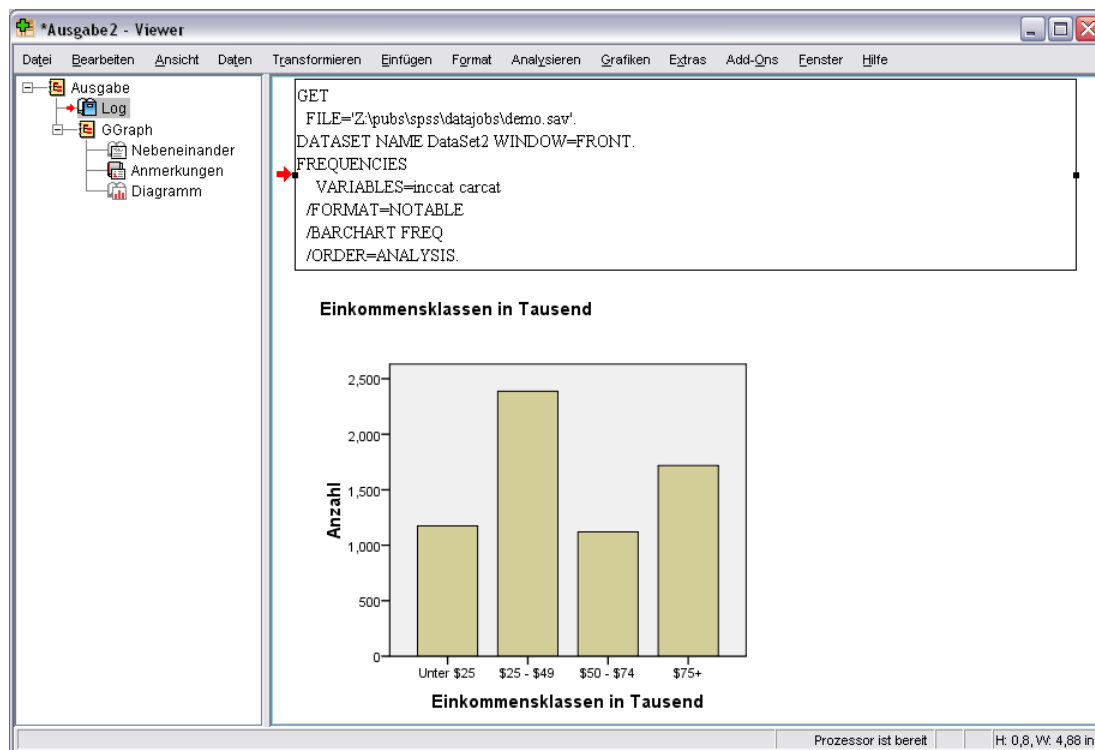 *Ausgabe2 - Viewer
Datei Bearbeiten Ansicht Daten Transformieren Einfügen Format Analysieren Grafiken Extras Add-Ons Fenster Hilfe
Ausgabe
Log
GGraph
Nebeneinander
Anmerkungen
Diagramm
GET
FILE='Z:\pubs\spss\datajobs\demo.sav'.
DATASET NAME DataSet2 WINDOW=FRONT.
FREQUENCIES
VARIABLES=inccat carcat
/FORMAT=NOTABLE
/BARCHART FREQ
/ORDER=ANALYSIS.
Einkommensklassen in Tausend
2,500
2,000
1,500
1,000
500
0
Anzahl
Unter $25 $25 - $49 $50 - $74 $75+
Einkommensklassen in Tausend
Prozessor ist bereit H: 0,8, W: 4,88 in